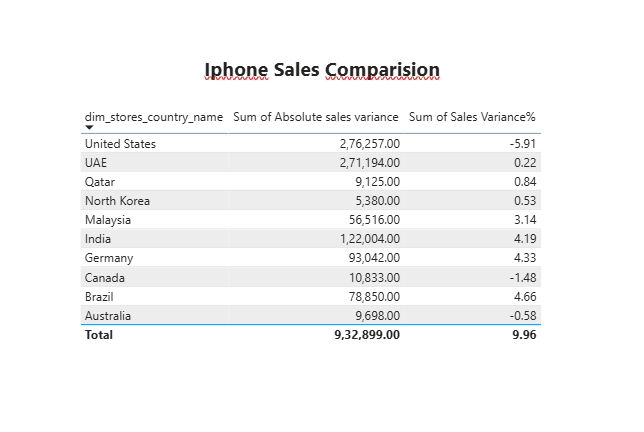 Iphone Sales Comparision
dim_stores_country_name Sum of Absolute sales variance Sum of Sales Variance%
United States 2,76,257.00 -5.91
UAE 2,71,194.00 0.22
Qatar 9,125.00 0.84
North Korea 5,380.00 0.53
Malaysia 56,516.00 3.14
India 1,22,004.00 4.19
Germany 93,042.00 4.33
Canada 10,833.00 -1.48
Brazil 78,850.00 4.66
Australia 9,698.00 -0.58
Total 9,32,899.00 9.96